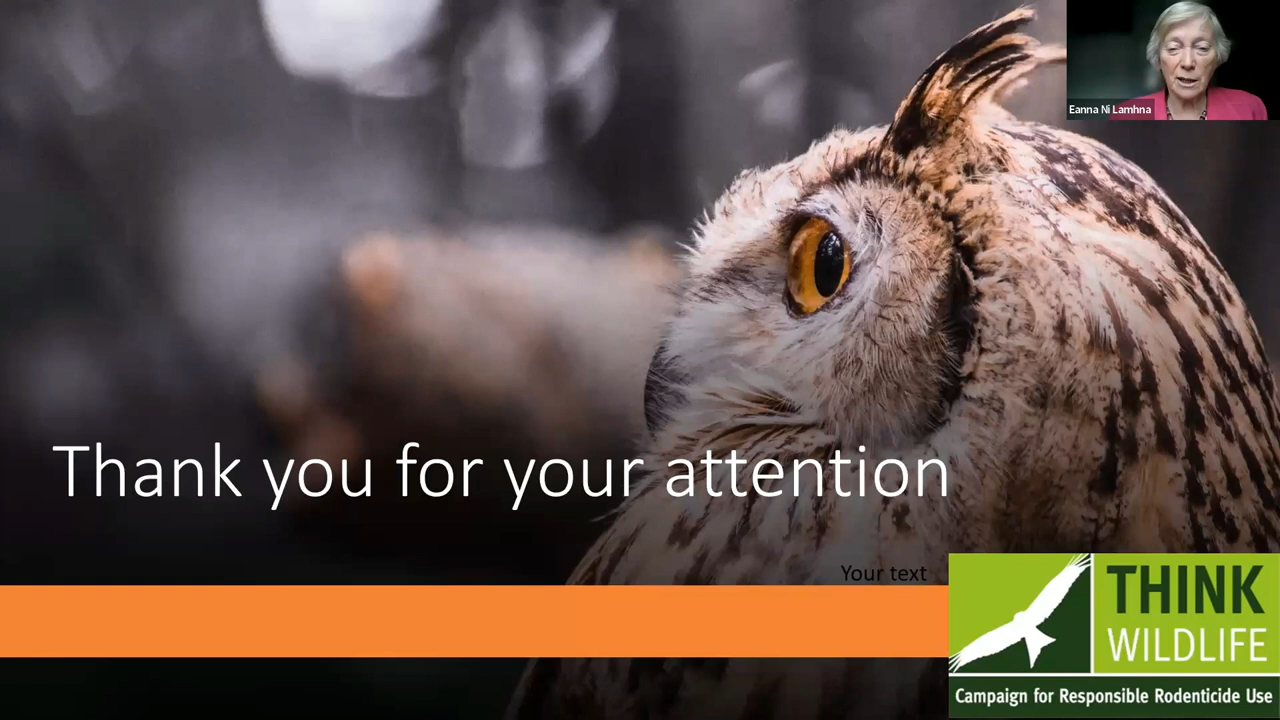 Eanna Ni Lamhna
Thank you for your attention
Your text
THINK
WILDLIFE
Campaign for Responsible Rodenticide Use